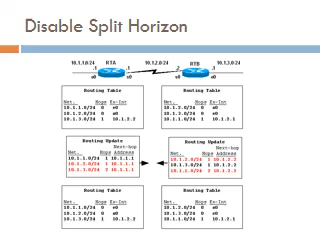 Disable Split Horizon
10.1.1.0/24 RTA 10.1.2.0/24 RTB 10.1.3.0/24
.1 .1 .2 .1
e0 s0 s0 e0
Routing Table
Net. Hops Ex-Int
10.1.1.0/24 0 e0
10.1.2.0/24 0 s0
10.1.3.0/24 1 10.1.2.2
Routing Table
Net. Hops Ex-Int
10.1.2.0/24 0 s0
10.1.3.0/24 0 e0
10.1.1.0/24 1 10.1.2.1
Routing Update
Next-hop
Net. Hops Address
10.1.1.0/24 1 10.1.1.1
10.1.2.0/24 1 10.1.1.1
10.1.3.0/24 2 10.1.1.1
Routing Update
Next-hop
Net. Hops Address
10.1.2.0/24 1 10.1.2.2
10.1.3.0/24 1 10.1.2.2
10.1.1.0/24 2 10.1.2.2
Routing Table
Net. Hops Ex-Int
10.1.1.0/24 0 e0
10.1.2.0/24 0 s0
10.1.3.0/24 1 10.1.2.2
Routing Table
Net. Hops Ex-Int
10.1.2.0/24 0 s0
10.1.3.0/24 0 e0
10.1.1.0/24 1 10.1.2.1